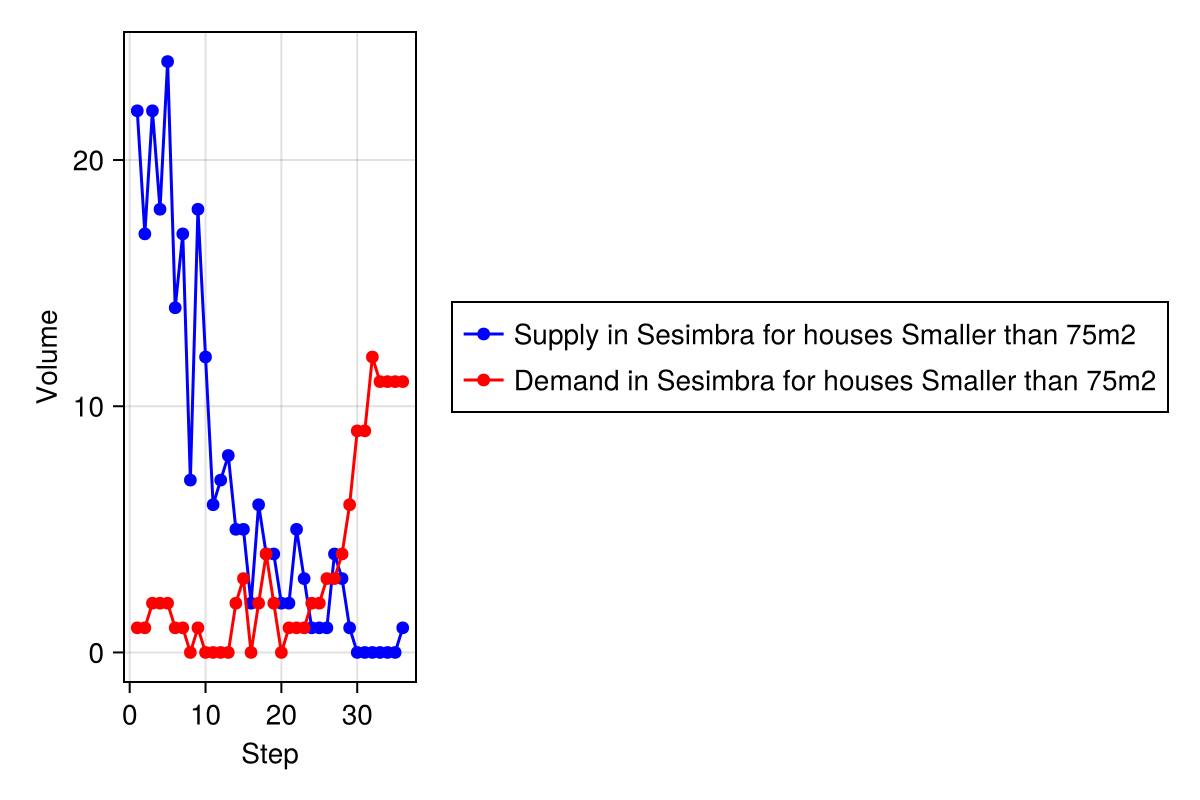 20
10
0
Volume
0 10 20 30
Step
Supply in Sesimbra for houses Smaller than 75m2
Demand in Sesimbra for houses Smaller than 75m2